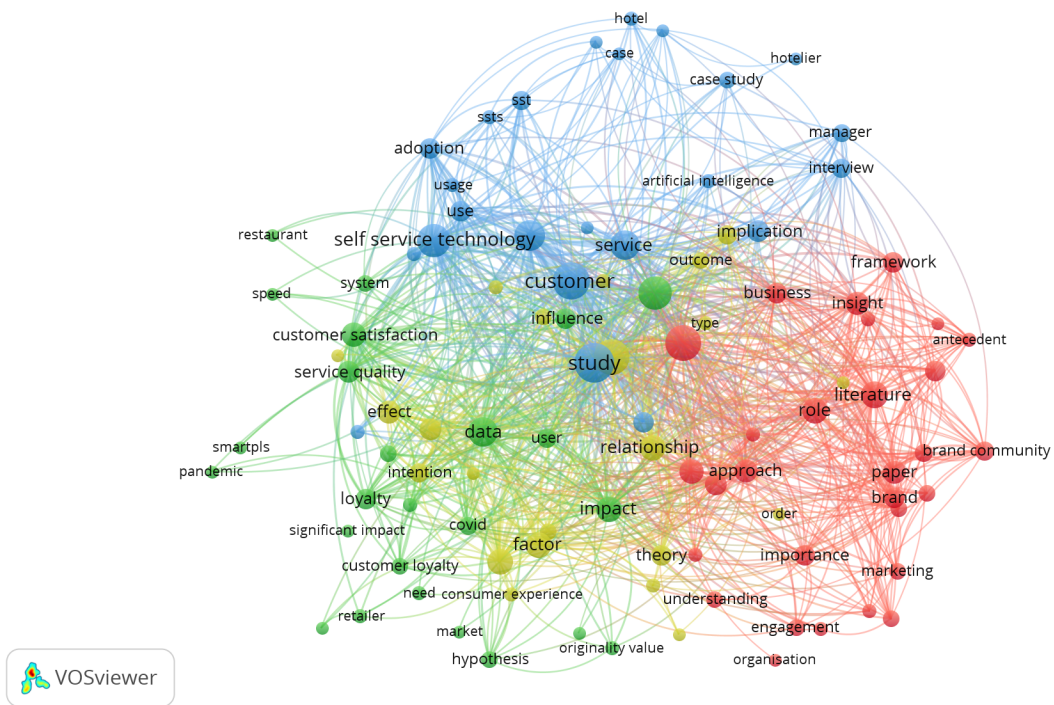 hotel
case
hotelier
case study
sst
ssts
manager
adoption
interview
artificial intelligence
usage
use
restaurant
self service technology
service
implication
outcome
framework
system
customer
speed
business
insight
influence
type
customer satisfaction
antecedent
study
service quality
literature
effect
role
data
user
relationship
smartpls
brand community
pandemic
intention
approach
paper
loyalty
brand
impact
order
covid
significant impact
factor
theory
importance
customer loyalty
marketing
need
consumer experience
understanding
retailer
market
engagement
originality value
hypothesis
organisation
VOSviewer